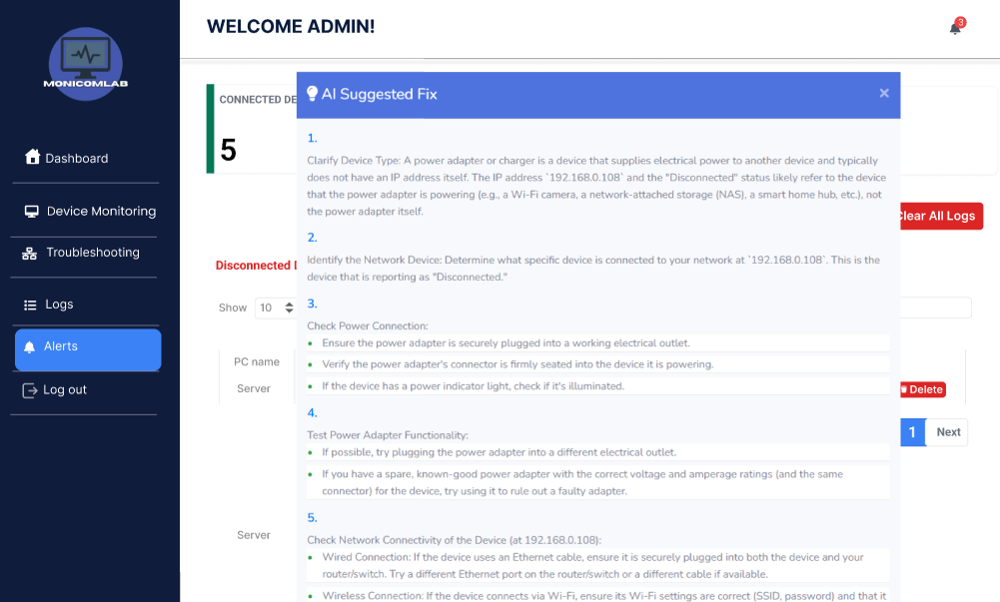 WELCOME ADMIN!
3
MONICOMLAB
Dashboard
Device Monitoring
Troubleshooting
Logs
Alerts
Log out
CONNECTED DE
5
Clear All Logs
Disconnected
Show 10
PC name
Server
Delete
1 Next
Server
AI Suggested Fix ×
1.
Clarify Device Type: A power adapter or charger is a device that supplies electrical power to another device and typically
does not have an IP address itself. The IP address `192.168.0.108` and the "Disconnected" status likely refer to the device
that the power adapter is powering (e.g., a Wi-Fi camera, a network-attached storage (NAS), a smart home hub, etc.), not
the power adapter itself.
2.
Identify the Network Device: Determine what specific device is connected to your network at `192.168.0.108`. This is the
device that is reporting as "Disconnected."
3.
Check Power Connection:
• Ensure the power adapter is securely plugged into a working electrical outlet.
• Verify the power adapter's connector is firmly seated into the device it is powering.
• If the device has a power indicator light, check if it's illuminated.
4.
Test Power Adapter Functionality:
• If possible, try plugging the power adapter into a different electrical outlet.
• If you have a spare, known-good power adapter with the correct voltage and amperage ratings (and the same
connector) for the device, try using it to rule out a faulty adapter.
5.
Check Network Connectivity of the Device (at 192.168.0.108):
• Wired Connection: If the device uses an Ethernet cable, ensure it is securely plugged into both the device and your
router/switch. Try a different Ethernet port on the router/switch or a different cable if available.
• Wireless Connection: If the device connects via Wi-Fi, ensure its Wi-Fi settings are correct (SSID, password) and that it